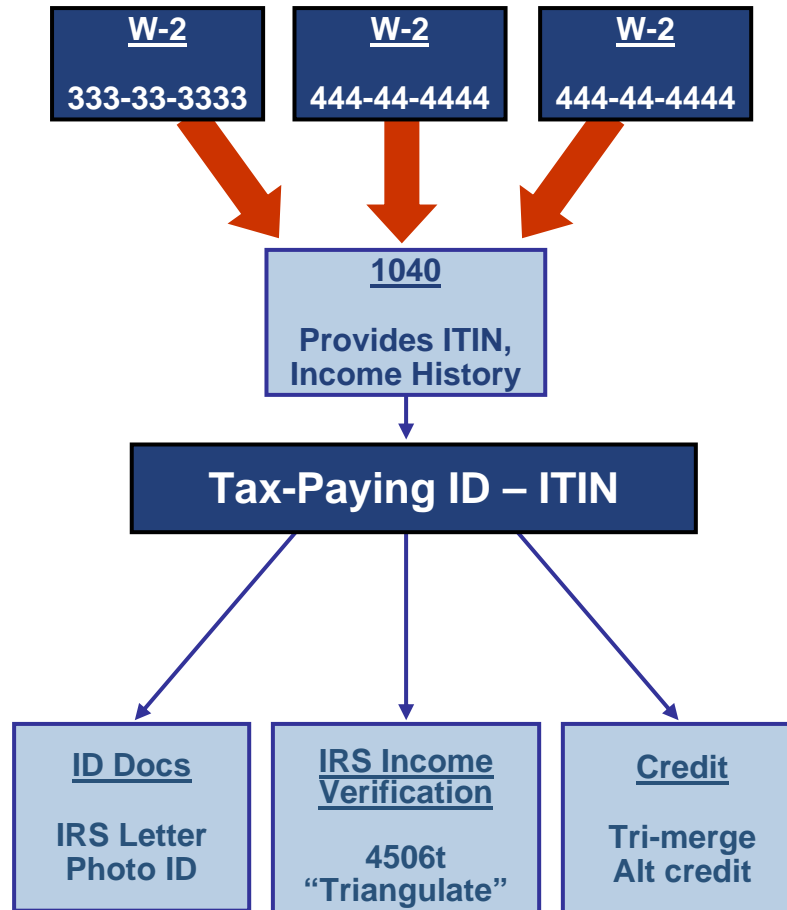 W-2
333-33-3333
W-2
444-44-4444
W-2
444-44-4444
1040
Provides ITIN,
Income History
Tax-Paying ID – ITIN
ID Docs
IRS Letter
Photo ID
IRS Income
Verification
4506t
“Triangulate”
Credit
Tri-merge
Alt credit